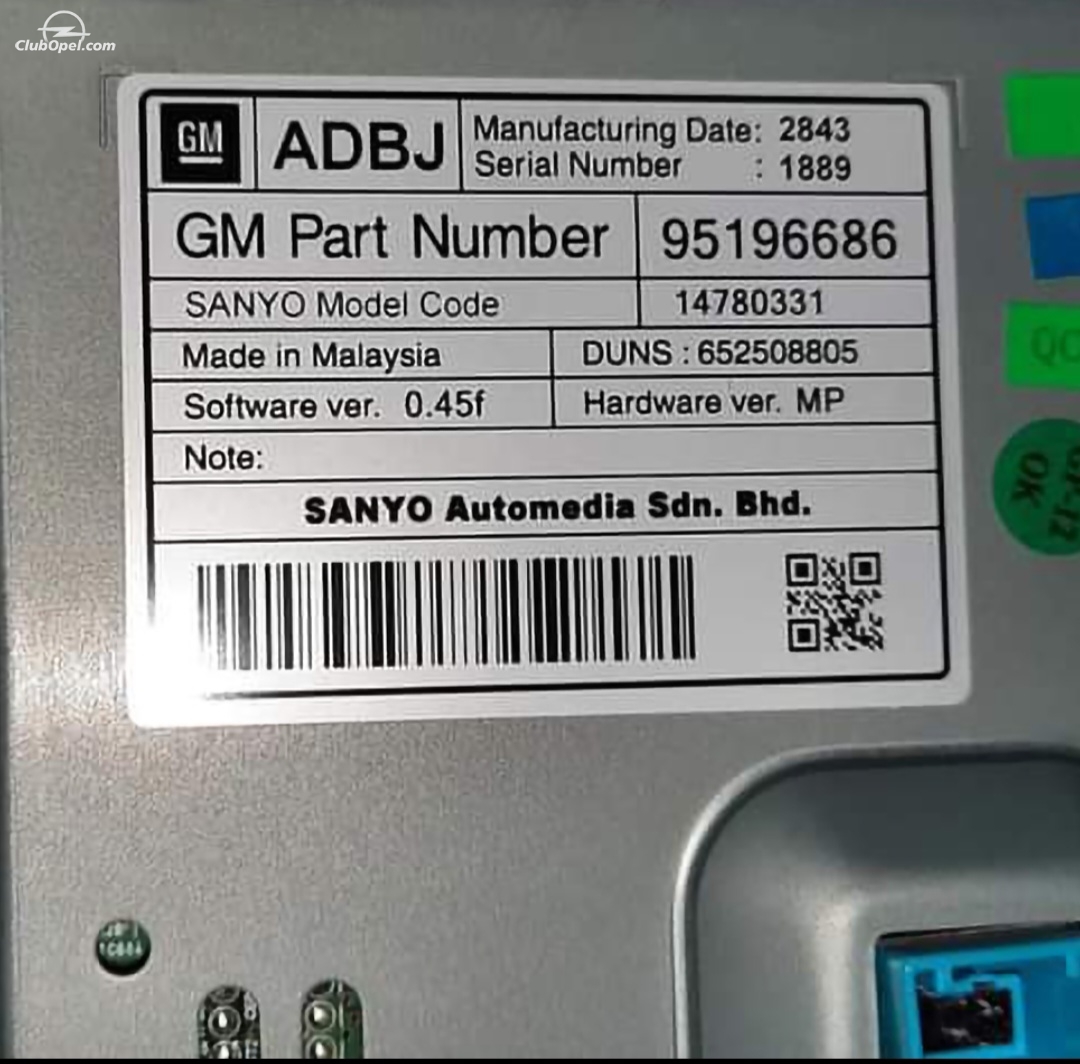 ClubOpel.com
GM ADBJ Manufacturing Date: 2843
Serial Number : 1889
GM Part Number 95196686
SANYO Model Code 14780331
Made in Malaysia DUNS : 652508805
Software ver. 0.45f Hardware ver. MP
Note:
SANYO Automedia Sdn. Bhd.
QC
OK